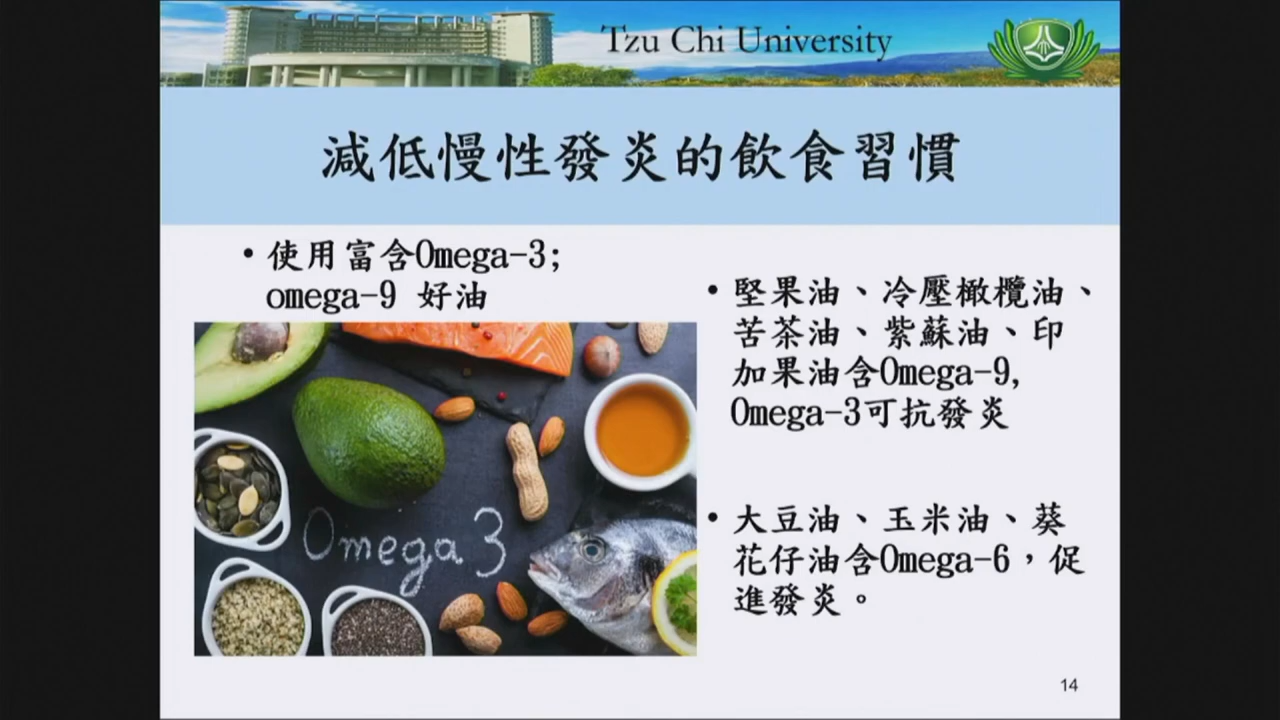 Tzu Chi University
減低慢性發炎的飲食習慣
• 使用富含Omega-3;
omega-9 好油
Omega 3
• 堅果油、冷壓橄欖油、
苦茶油、紫蘇油、印
加果油含Omega-9,
Omega-3可抗發炎
• 大豆油、玉米油、葵
花仔油含Omega-6，促
進發炎。
14